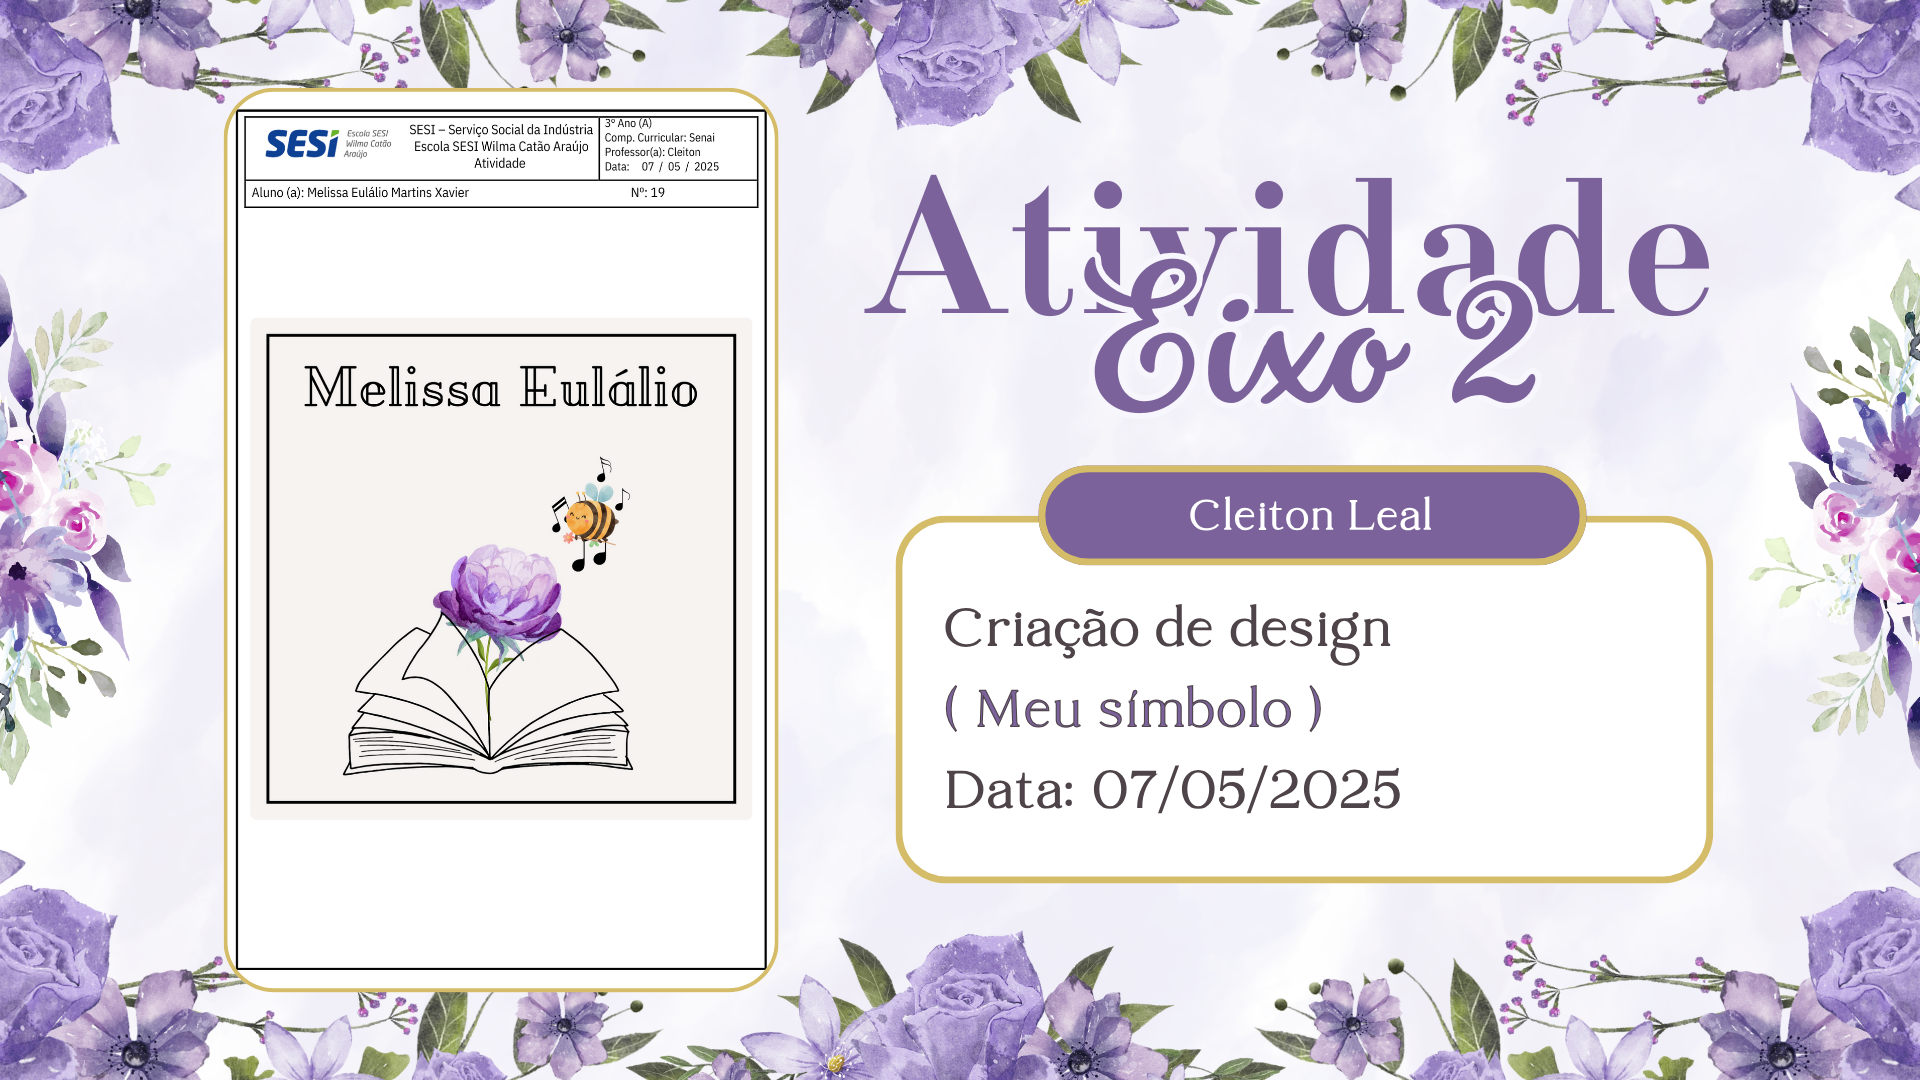 SESI
Escola SESI
Wilma Catão
Araújo
SESI – Serviço Social da Indústria
Escola SESI Wilma Catão Araújo
Atividade
3º Ano (A)
Comp. Curricular: Senai
Professor(a): Cleiton
Data: 07 / 05 / 2025
Aluno (a): Melissa Eulálio Martins Xavier Nº: 19
Melissa Eulálio
Atividade
Eixo 2
Cleiton Leal
Criação de design
( Meu símbolo )
Data: 07/05/2025